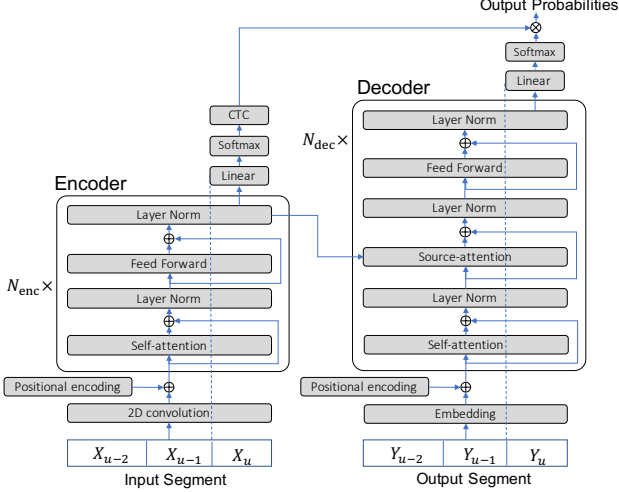 Output Probabilities
⊗
Softmax
Linear
Decoder
Layer Norm
⊕
N_dec ×
Feed Forward
Layer Norm
⊕
Source-attention
Layer Norm
⊕
Self-attention
Positional encoding
⊕
Embedding
Y_{u-2} Y_{u-1} Y_u
Output Segment
CTC
Softmax
Linear
Encoder
Layer Norm
⊕
Feed Forward
N_enc ×
Layer Norm
⊕
Self-attention
Positional encoding
⊕
2D convolution
X_{u-2} X_{u-1} X_u
Input Segment